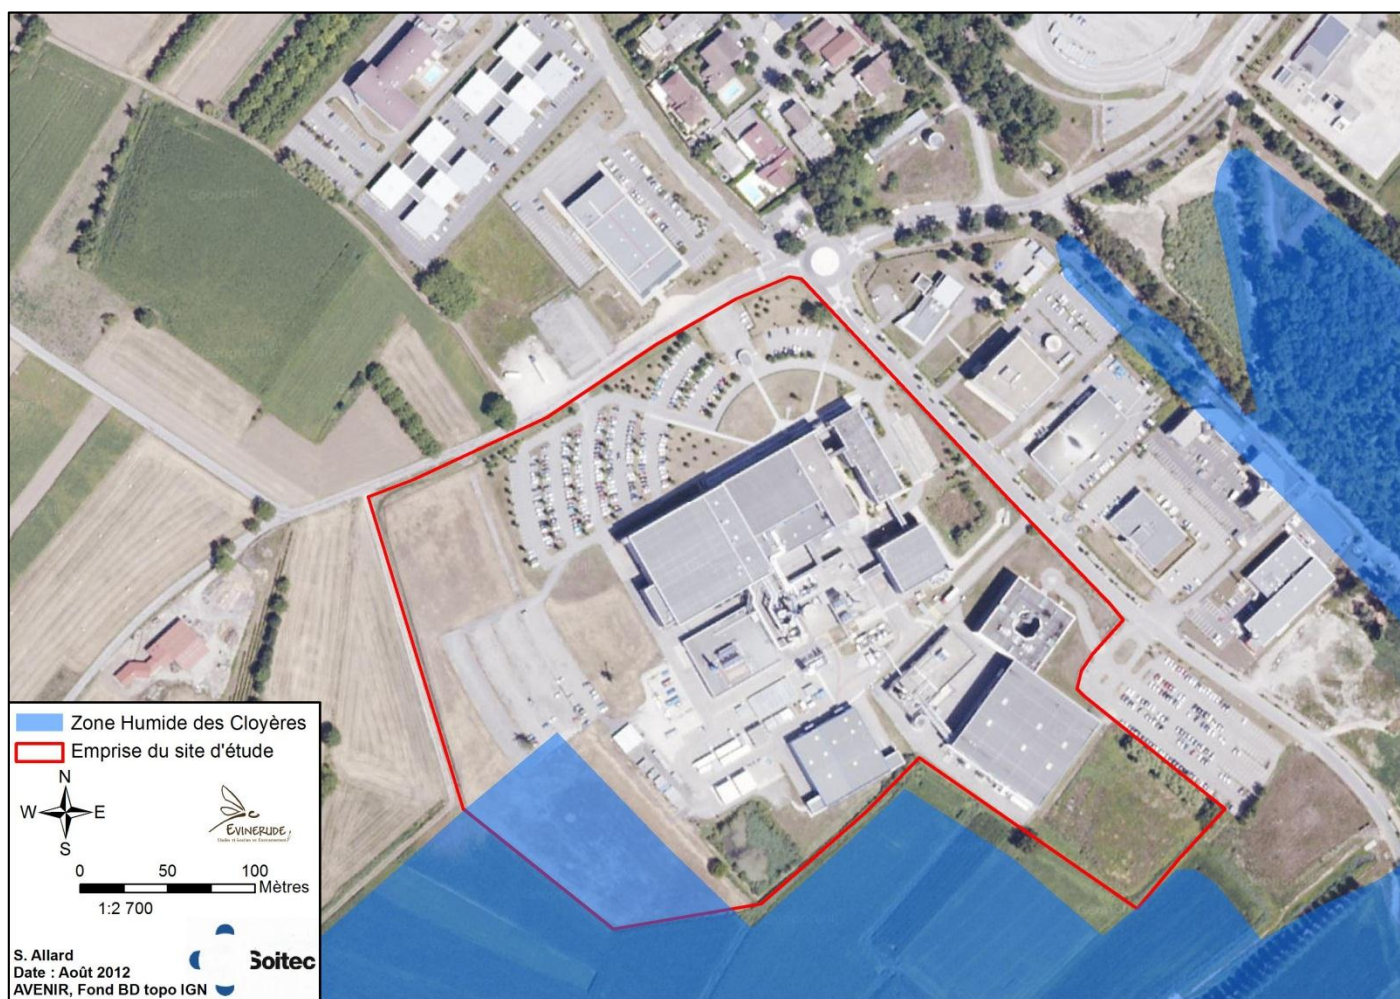 Zone Humide des Cloyères
Emprise du site d'étude
N
W E
S
EVINERUDE
0 50 100
Mètres
1:2 700
S. Allard
Soitec
Date : Août 2012
AVENIR, Fond BD topo IGN